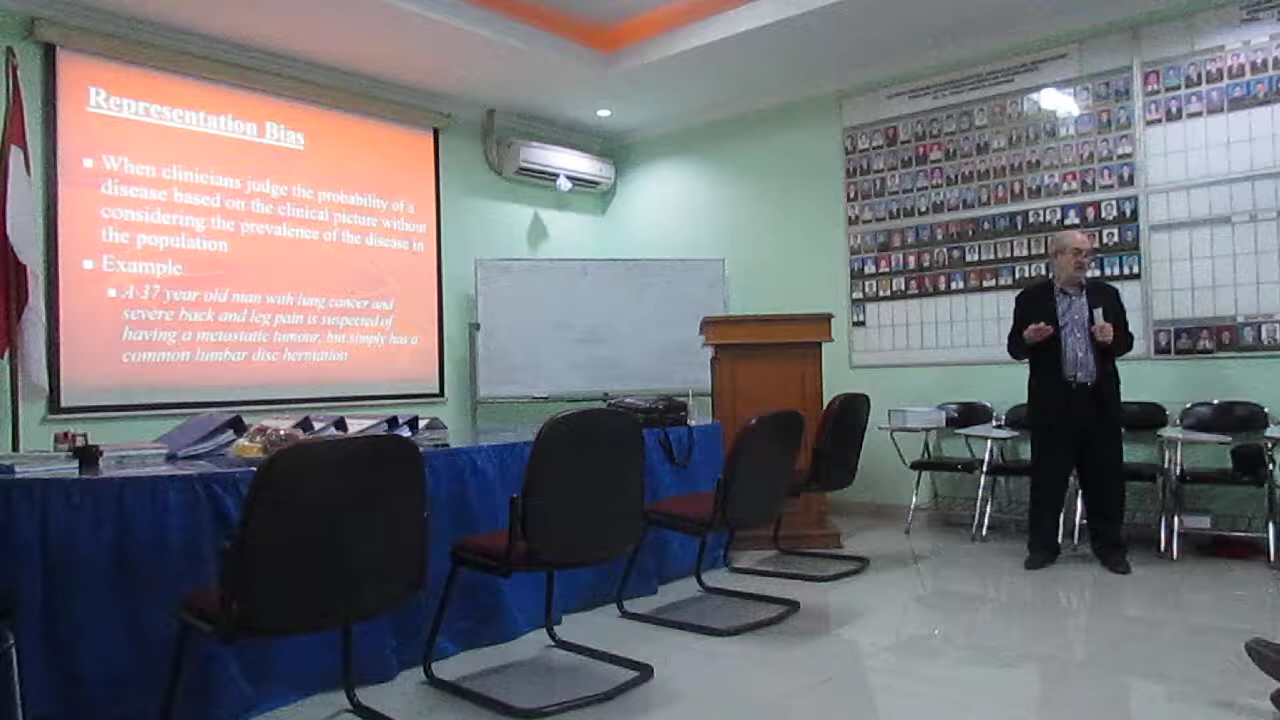 Representation Bias
When clinicians judge the probability of a
disease based on the clinical picture without
considering the prevalence of the disease in
the population
Example
A 37 year old man with lung cancer and
severe back and leg pain is suspected of
having a metastatic tumour, but simply has a
common lumbar disc herniation